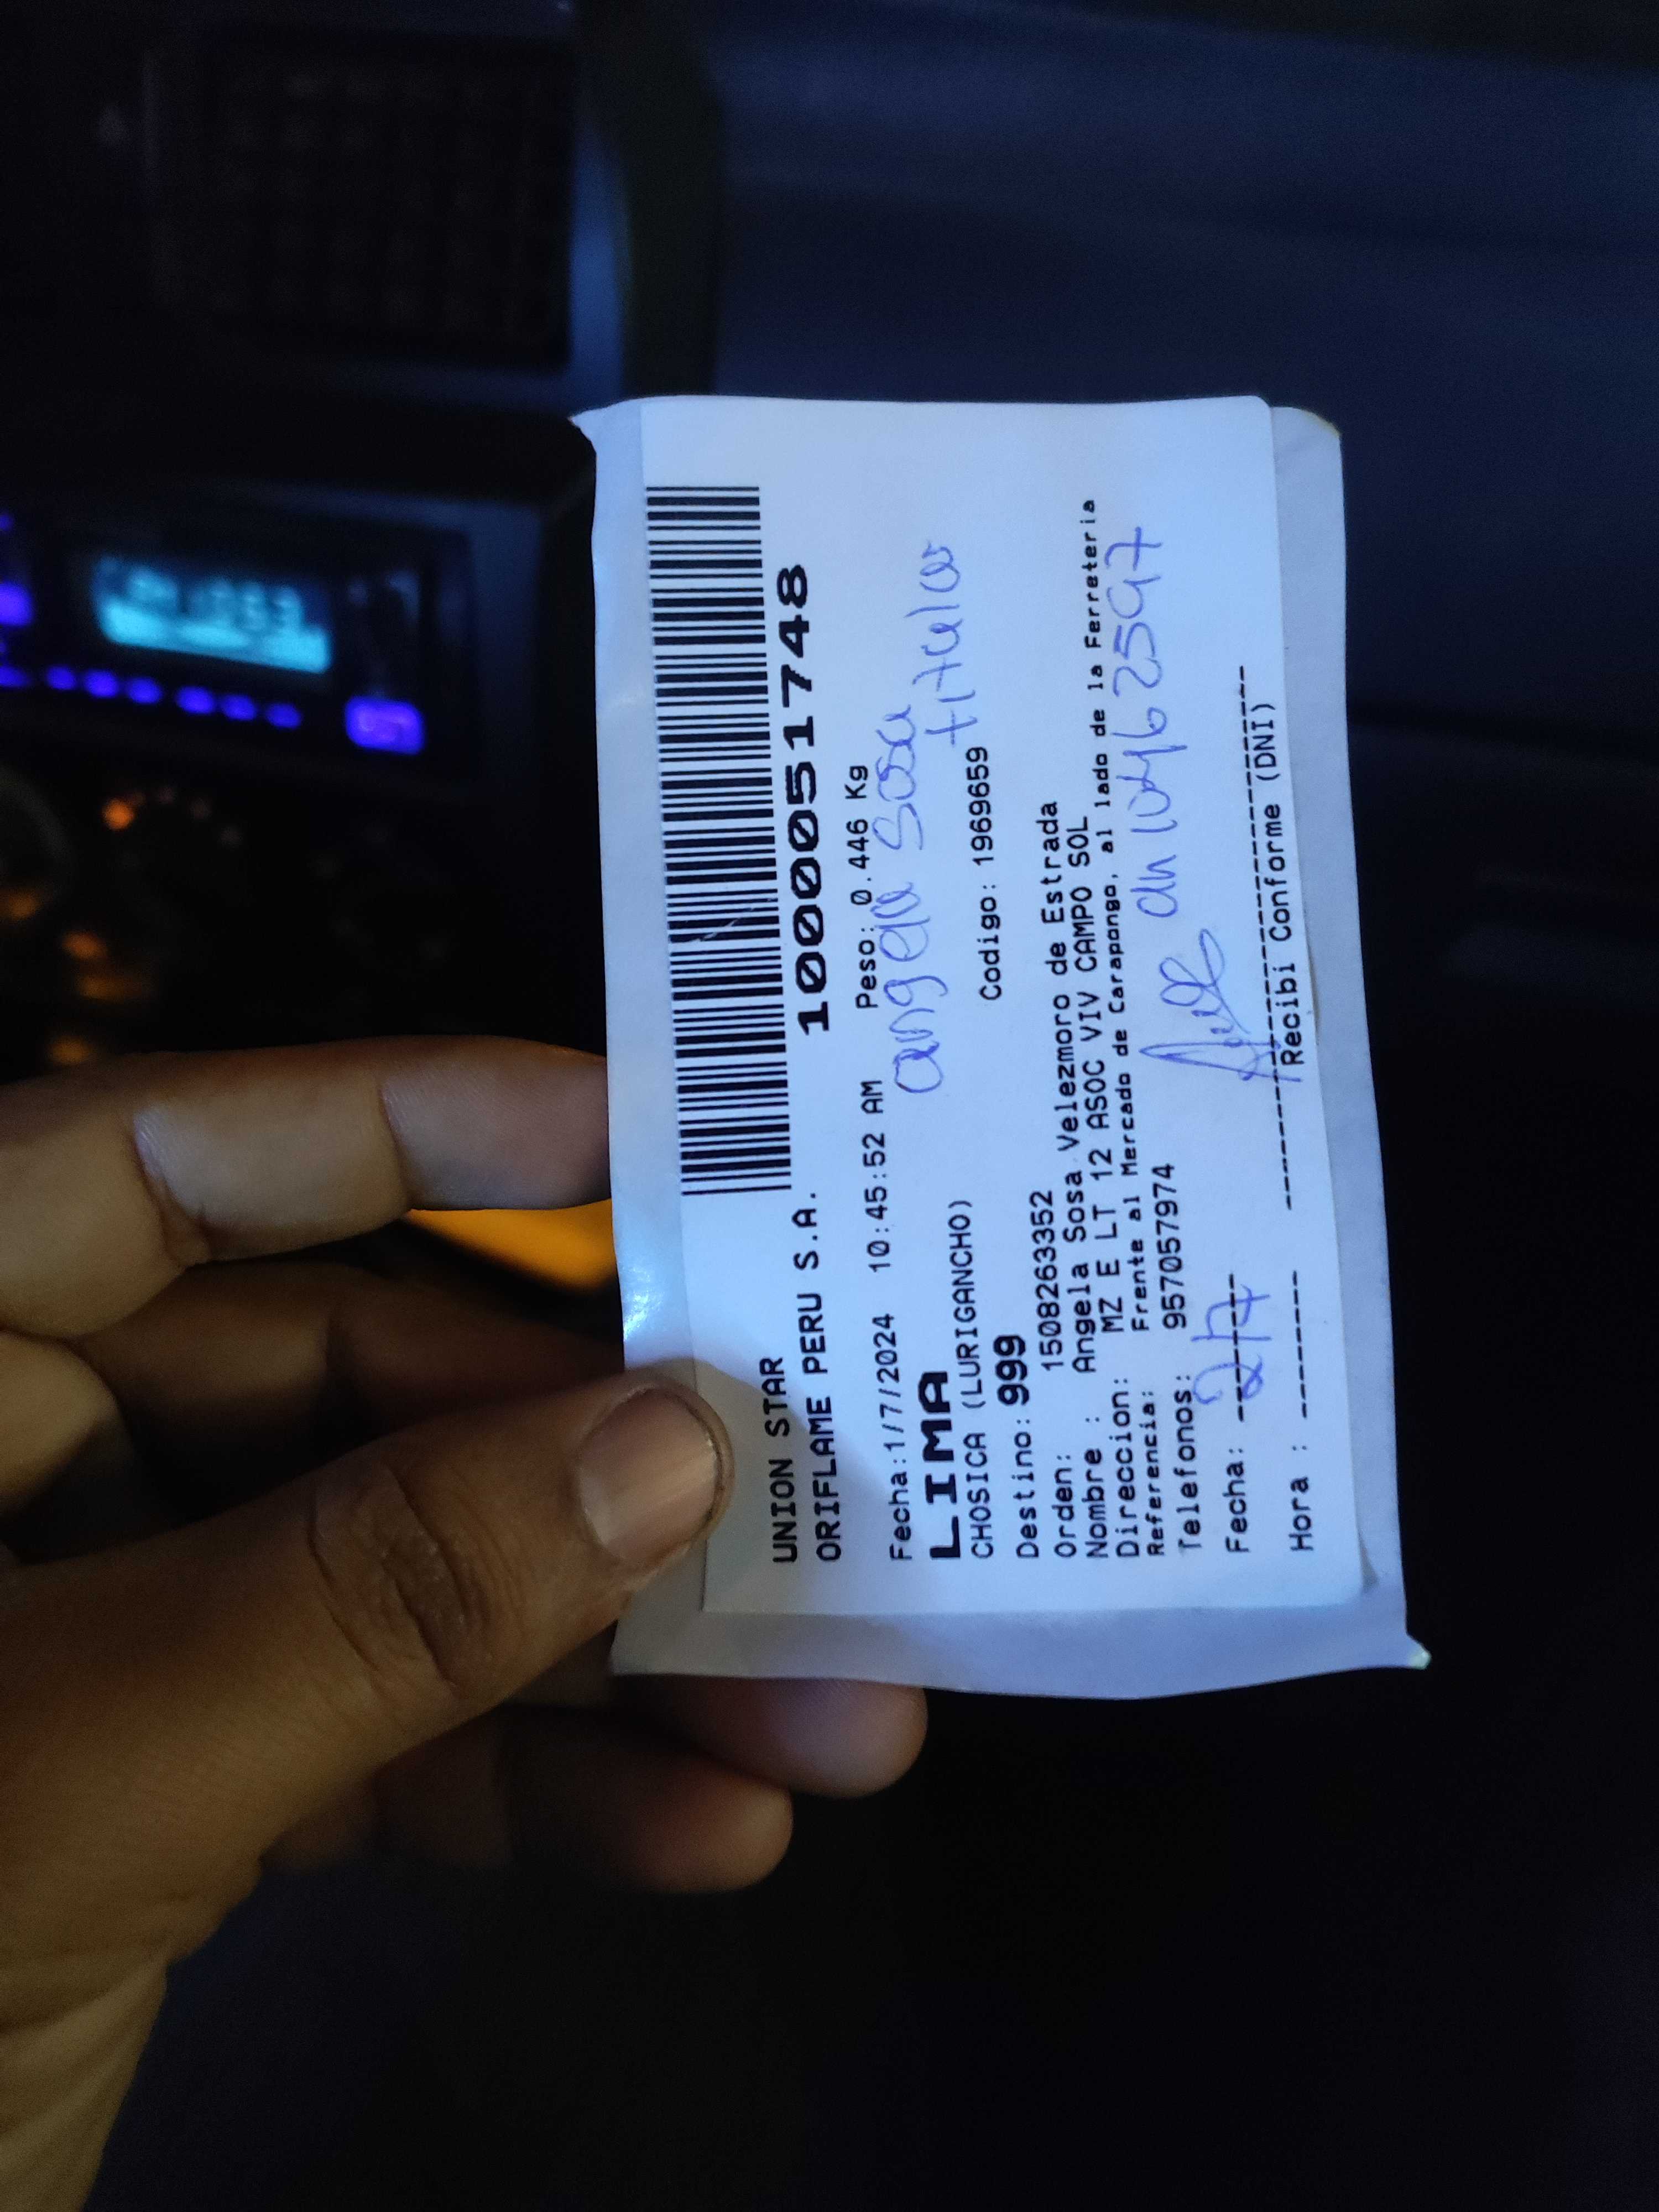 UNION STAR
ORIFLAME PERU S.A. 100051748
Fecha:1/7/2024 10:45:52 AM Peso: 0.446 Kg
LIMA angela Sosa
CHOSICA (LURIGANCHO) titular
Destino: 999 Codigo: 1969659
Orden: 1508263352
Nombre : Angela Sosa Velezmoro de Estrada
Direccion: MZ E LT 12 ASOC VIV CAMPO SOL
Referencia: Frente al Mercado de Carapongo, al lado de la Ferreteria
Telefonos: 957057974
Fecha: 2/7
Hora : Recibi Conforme (DNI)